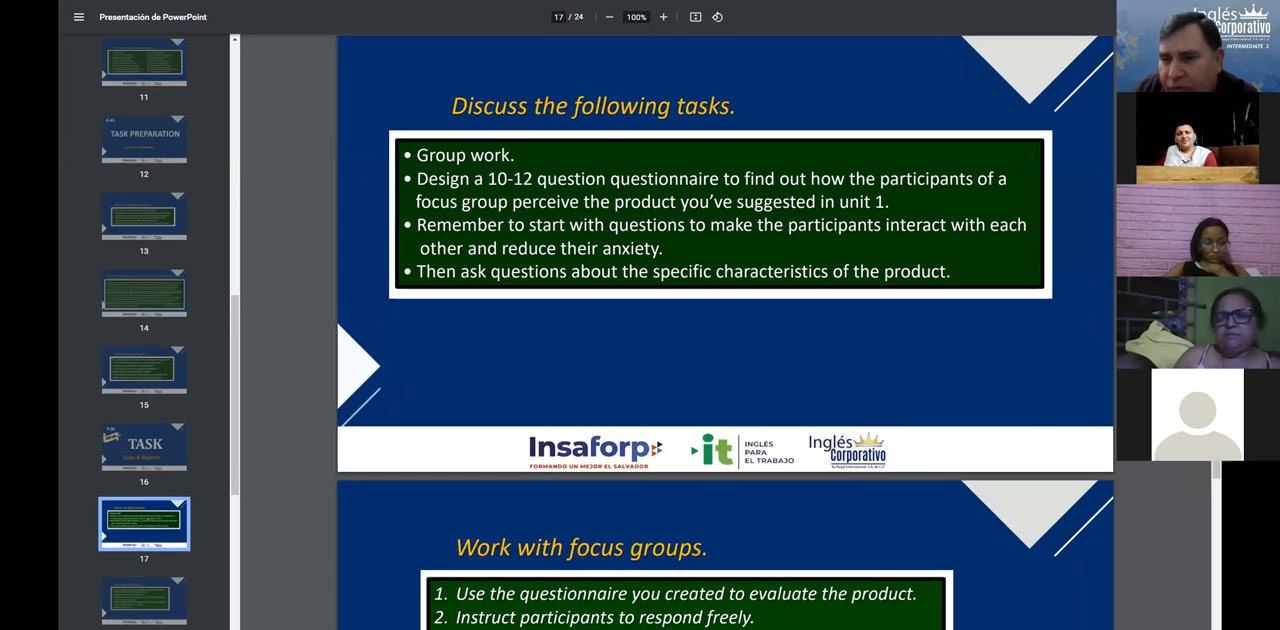 Presentación de PowerPoint
17 / 24
100%
Inglés
Corporativo
INTERMEDIATE 2
11
TASK PREPARATION
12
13
14
15
TASK
16
17
Discuss the following tasks.
• Group work.
• Design a 10-12 question questionnaire to find out how the participants of a
focus group perceive the product you’ve suggested in unit 1.
• Remember to start with questions to make the participants interact with each
other and reduce their anxiety.
• Then ask questions about the specific characteristics of the product.
Insaforp
FORMANDO UN MEJOR EL SALVADOR
it
INGLÉS
PARA
EL TRABAJO
Inglés
Corporativo
Work with focus groups.
1. Use the questionnaire you created to evaluate the product.
2. Instruct participants to respond freely.